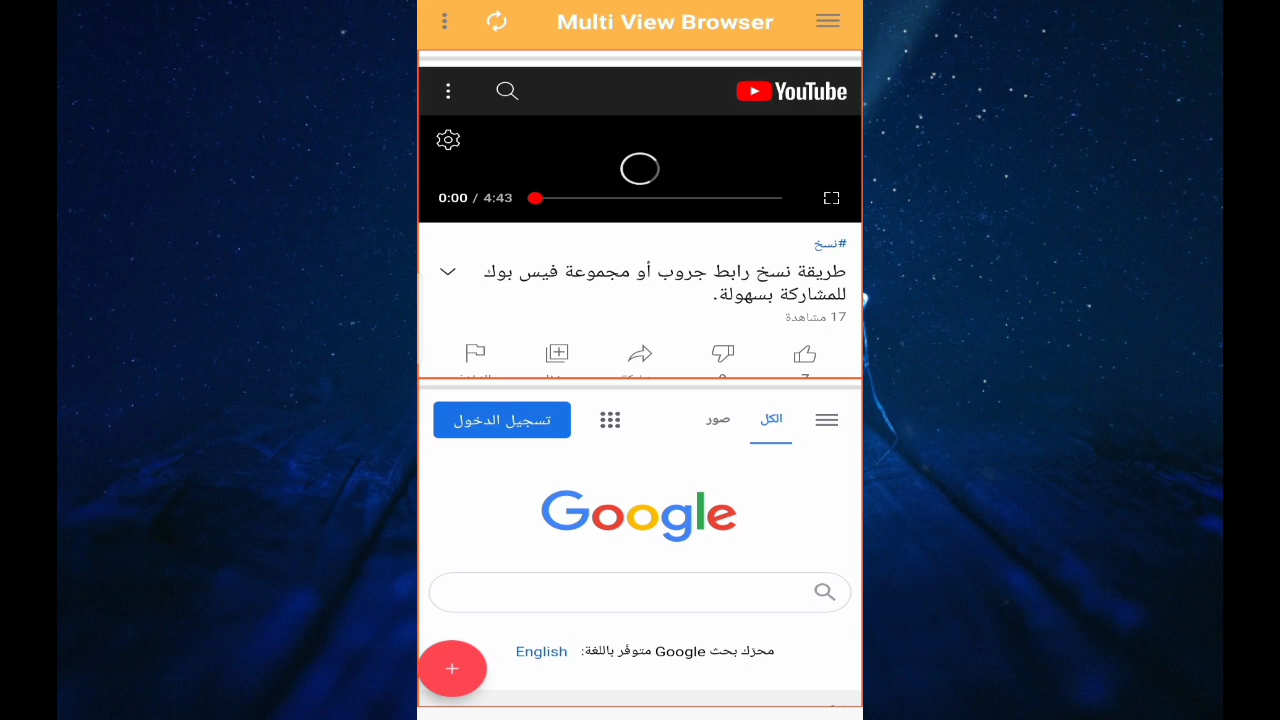 Multi View Browser
YouTube
0:00 / 4:43
#نسخ
طريقة نسخ رابط جروب أو مجموعة فيس بوك
للمشاركة بسهولة.
17 مشاهدة
الكل
صور
تسجيل الدخول
Google
محرّك بحث Google متوفّر باللغة: English
+